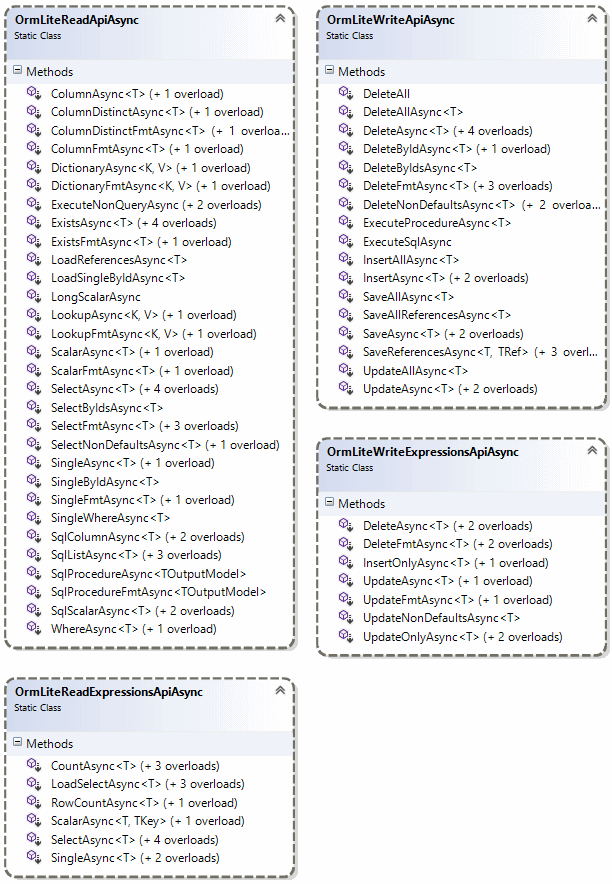 OrmLiteReadApiAsync
Static Class
Methods
ColumnAsync<T> (+ 1 overload)
ColumnDistinctAsync<T> (+ 1 overload)
ColumnDistinctFmtAsync<T> (+ 1 overloa...
ColumnFmtAsync<T> (+ 1 overload)
DictionaryAsync<K, V> (+ 1 overload)
DictionaryFmtAsync<K, V> (+ 1 overload)
ExecuteNonQueryAsync (+ 2 overloads)
ExistsAsync<T> (+ 4 overloads)
ExistsFmtAsync<T> (+ 1 overload)
LoadReferencesAsync<T>
LoadSingleByIdAsync<T>
LongScalarAsync
LookupAsync<K, V> (+ 1 overload)
LookupFmtAsync<K, V> (+ 1 overload)
ScalarAsync<T> (+ 1 overload)
ScalarFmtAsync<T> (+ 1 overload)
SelectAsync<T> (+ 4 overloads)
SelectByIdsAsync<T>
SelectFmtAsync<T> (+ 3 overloads)
SelectNonDefaultsAsync<T> (+ 1 overload)
SingleAsync<T> (+ 1 overload)
SingleByIdAsync<T>
SingleFmtAsync<T> (+ 1 overload)
SingleWhereAsync<T>
SqlColumnAsync<T> (+ 2 overloads)
SqlListAsync<T> (+ 3 overloads)
SqlProcedureAsync<TOutputModel>
SqlProcedureFmtAsync<TOutputModel>
SqlScalarAsync<T> (+ 2 overloads)
WhereAsync<T> (+ 1 overload)
OrmLiteReadExpressionsApiAsync
Static Class
Methods
CountAsync<T> (+ 3 overloads)
LoadSelectAsync<T> (+ 3 overloads)
RowCountAsync<T> (+ 1 overload)
ScalarAsync<T, TKey> (+ 1 overload)
SelectAsync<T> (+ 4 overloads)
SingleAsync<T> (+ 2 overloads)
OrmLiteWriteApiAsync
Static Class
Methods
DeleteAll
DeleteAllAsync<T>
DeleteAsync<T> (+ 4 overloads)
DeleteByIdAsync<T> (+ 1 overload)
DeleteByIdsAsync<T>
DeleteFmtAsync<T> (+ 3 overloads)
DeleteNonDefaultsAsync<T> (+ 2 overloa...
ExecuteProcedureAsync<T>
ExecuteSqlAsync
InsertAllAsync<T>
InsertAsync<T> (+ 2 overloads)
SaveAllAsync<T>
SaveAllReferencesAsync<T>
SaveAsync<T> (+ 2 overloads)
SaveReferencesAsync<T, TRef> (+ 3 overl...
UpdateAllAsync<T>
UpdateAsync<T> (+ 2 overloads)
OrmLiteWriteExpressionsApiAsync
Static Class
Methods
DeleteAsync<T> (+ 2 overloads)
DeleteFmtAsync<T> (+ 2 overloads)
InsertOnlyAsync<T> (+ 1 overload)
UpdateAsync<T> (+ 1 overload)
UpdateFmtAsync<T> (+ 1 overload)
UpdateNonDefaultsAsync<T>
UpdateOnlyAsync<T> (+ 2 overloads)